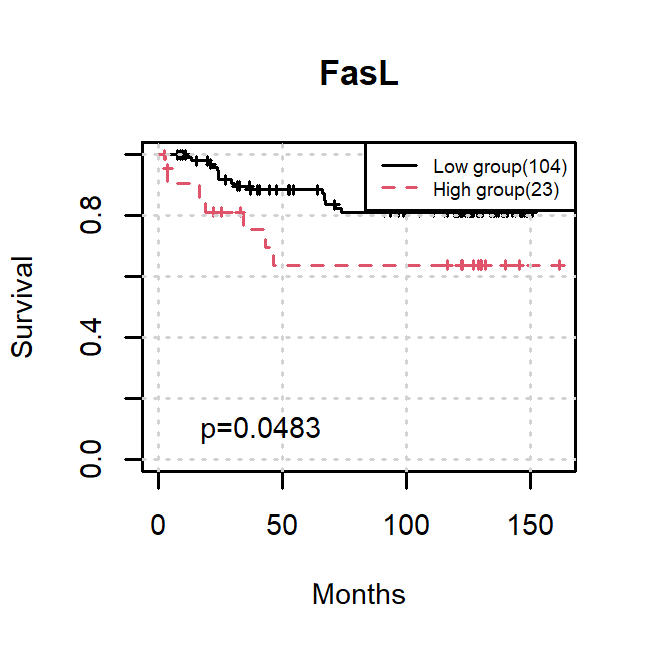 FasL
Low group(104)
High group(23)
Survival
0.8
0.4
0.0
p=0.0483
0 50 100 150
Months